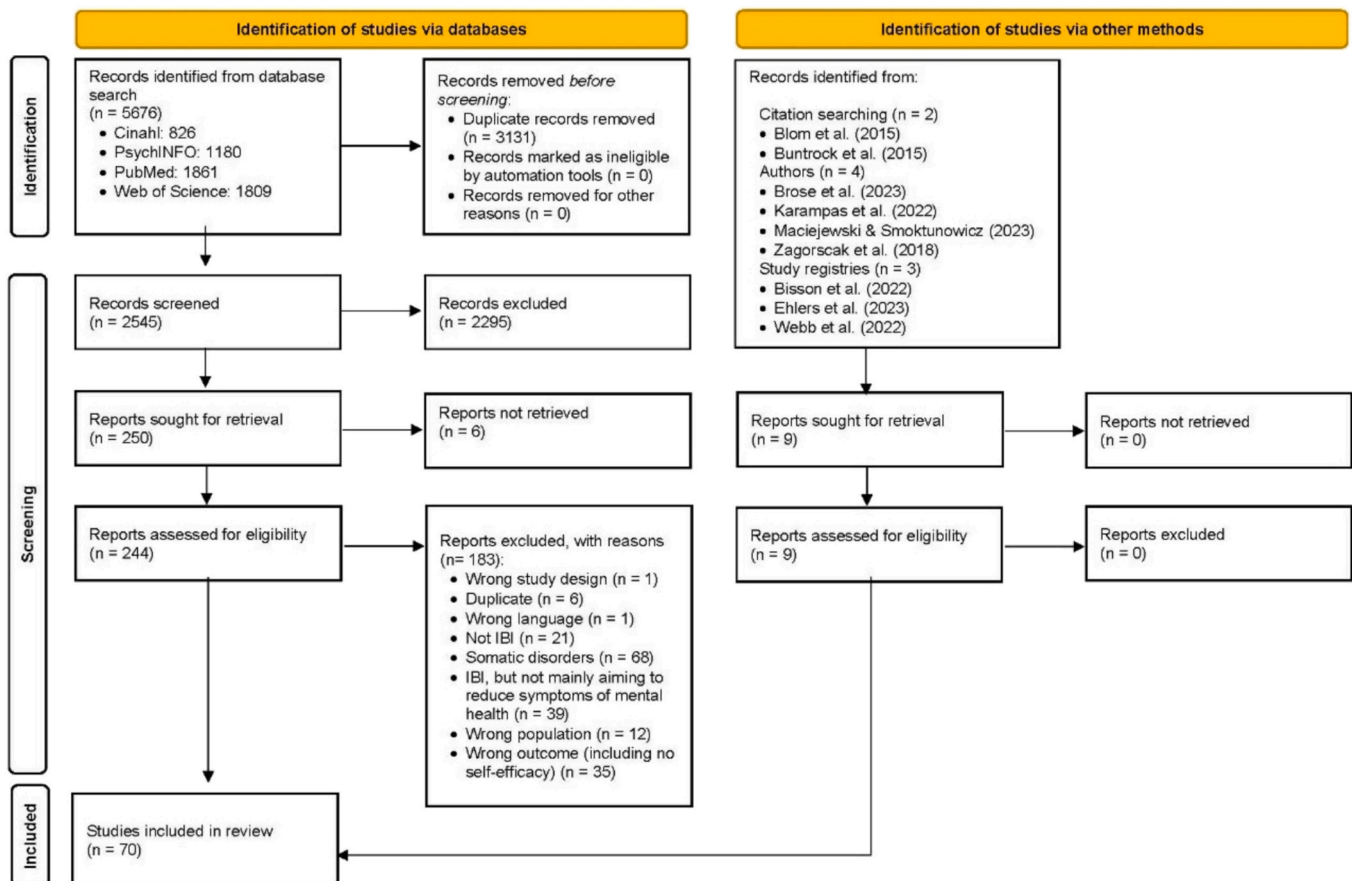 Identification of studies via databases
Identification of studies via other methods
Identification
Records identified from database
search
(n = 5676)
• Cinahl: 826
• PsychINFO: 1180
• PubMed: 1861
• Web of Science: 1809
Records removed before
screening:
• Duplicate records removed
(n = 3131)
• Records marked as ineligible
by automation tools (n = 0)
• Records removed for other
reasons (n = 0)
Records identified from:
Citation searching (n = 2)
• Blom et al. (2015)
• Buntrock et al. (2015)
Authors (n = 4)
• Brose et al. (2023)
• Karampas et al. (2022)
• Maciejewski & Smoktunowicz (2023)
• Zagorscak et al. (2018)
Study registries (n = 3)
• Bisson et al. (2022)
• Ehlers et al. (2023)
• Webb et al. (2022)
Screening
Records screened
(n = 2545)
Records excluded
(n = 2295)
Reports sought for retrieval
(n = 250)
Reports not retrieved
(n = 6)
Reports sought for retrieval
(n = 9)
Reports not retrieved
(n = 0)
Reports assessed for eligibility
(n = 244)
Reports excluded, with reasons
(n= 183):
• Wrong study design (n = 1)
• Duplicate (n = 6)
• Wrong language (n = 1)
• Not IBI (n = 21)
• Somatic disorders (n = 68)
• IBI, but not mainly aiming to
reduce symptoms of mental
health (n = 39)
• Wrong population (n = 12)
• Wrong outcome (including no
self-efficacy) (n = 35)
Reports assessed for eligibility
(n = 9)
Reports excluded
(n = 0)
Included
Studies included in review
(n = 70)